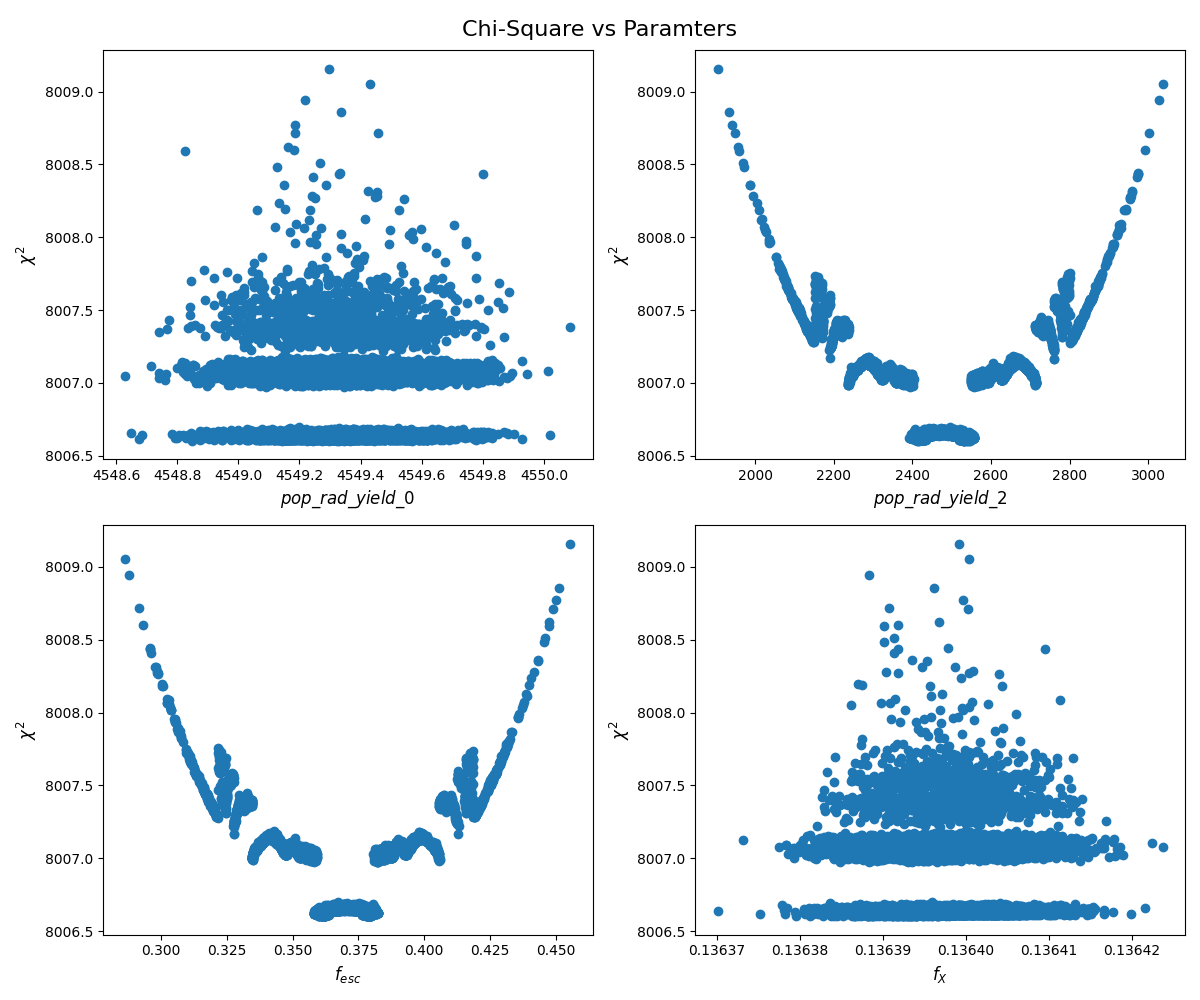 Chi-Square vs Paramters
8009.0
8008.5
8008.0
8007.5
8007.0
8006.5
χ²
4548.6 4548.8 4549.0 4549.2 4549.4 4549.6 4549.8 4550.0
pop_rad_yield_0
8009.0
8008.5
8008.0
8007.5
8007.0
8006.5
χ²
2000 2200 2400 2600 2800 3000
pop_rad_yield_2
8009.0
8008.5
8008.0
8007.5
8007.0
8006.5
χ²
0.300 0.325 0.350 0.375 0.400 0.425 0.450
f_esc
8009.0
8008.5
8008.0
8007.5
8007.0
8006.5
χ²
0.13637 0.13638 0.13639 0.13640 0.13641 0.13642
f_X